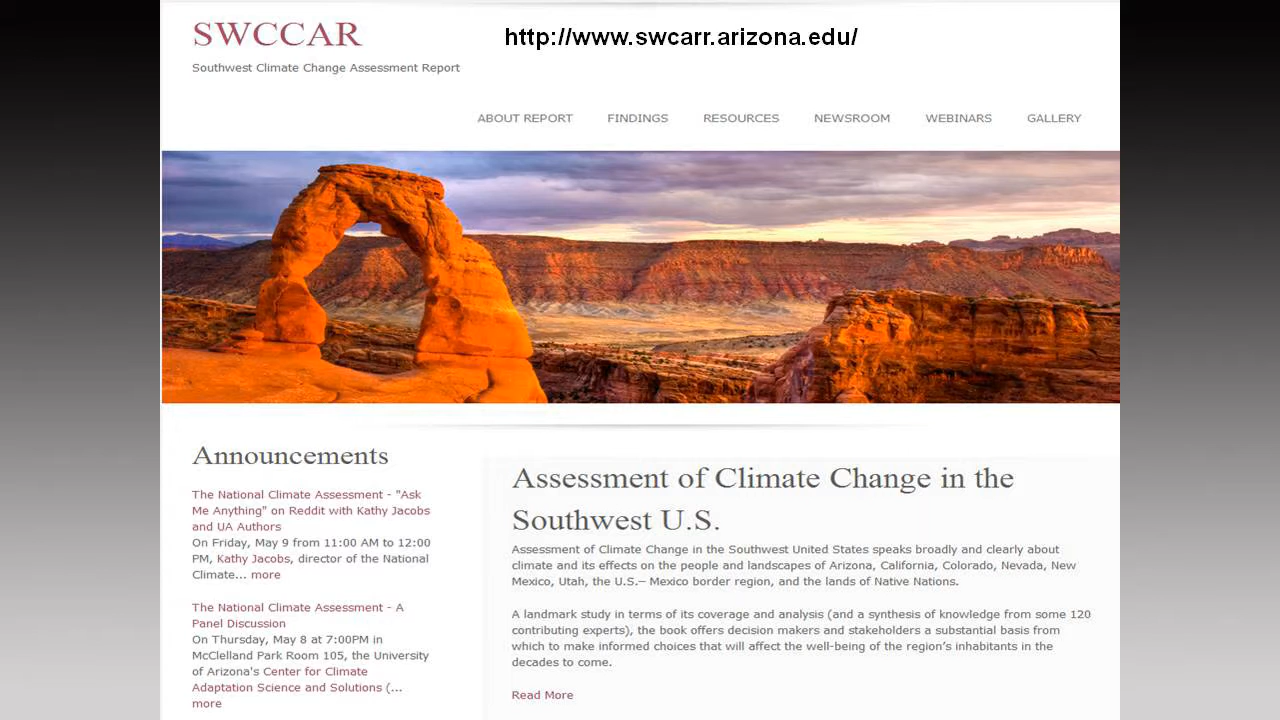 SWCCAR
http://www.swcarr.arizona.edu/
Southwest Climate Change Assessment Report
ABOUT REPORT FINDINGS RESOURCES NEWSROOM WEBINARS GALLERY
Announcements
The National Climate Assessment - "Ask
Me Anything" on Reddit with Kathy Jacobs
and UA Authors
On Friday, May 9 from 11:00 AM to 12:00
PM, Kathy Jacobs, director of the National
Climate... more
The National Climate Assessment - A
Panel Discussion
On Thursday, May 8 at 7:00PM in
McClelland Park Room 105, the University
of Arizona's Center for Climate
Adaptation Science and Solutions (...
more
Assessment of Climate Change in the
Southwest U.S.
Assessment of Climate Change in the Southwest United States speaks broadly and clearly about
climate and its effects on the people and landscapes of Arizona, California, Colorado, Nevada, New
Mexico, Utah, the U.S.— Mexico border region, and the lands of Native Nations.
A landmark study in terms of its coverage and analysis (and a synthesis of knowledge from some 120
contributing experts), the book offers decision makers and stakeholders a substantial basis from
which to make informed choices that will affect the well-being of the region’s inhabitants in the
decades to come.
Read More